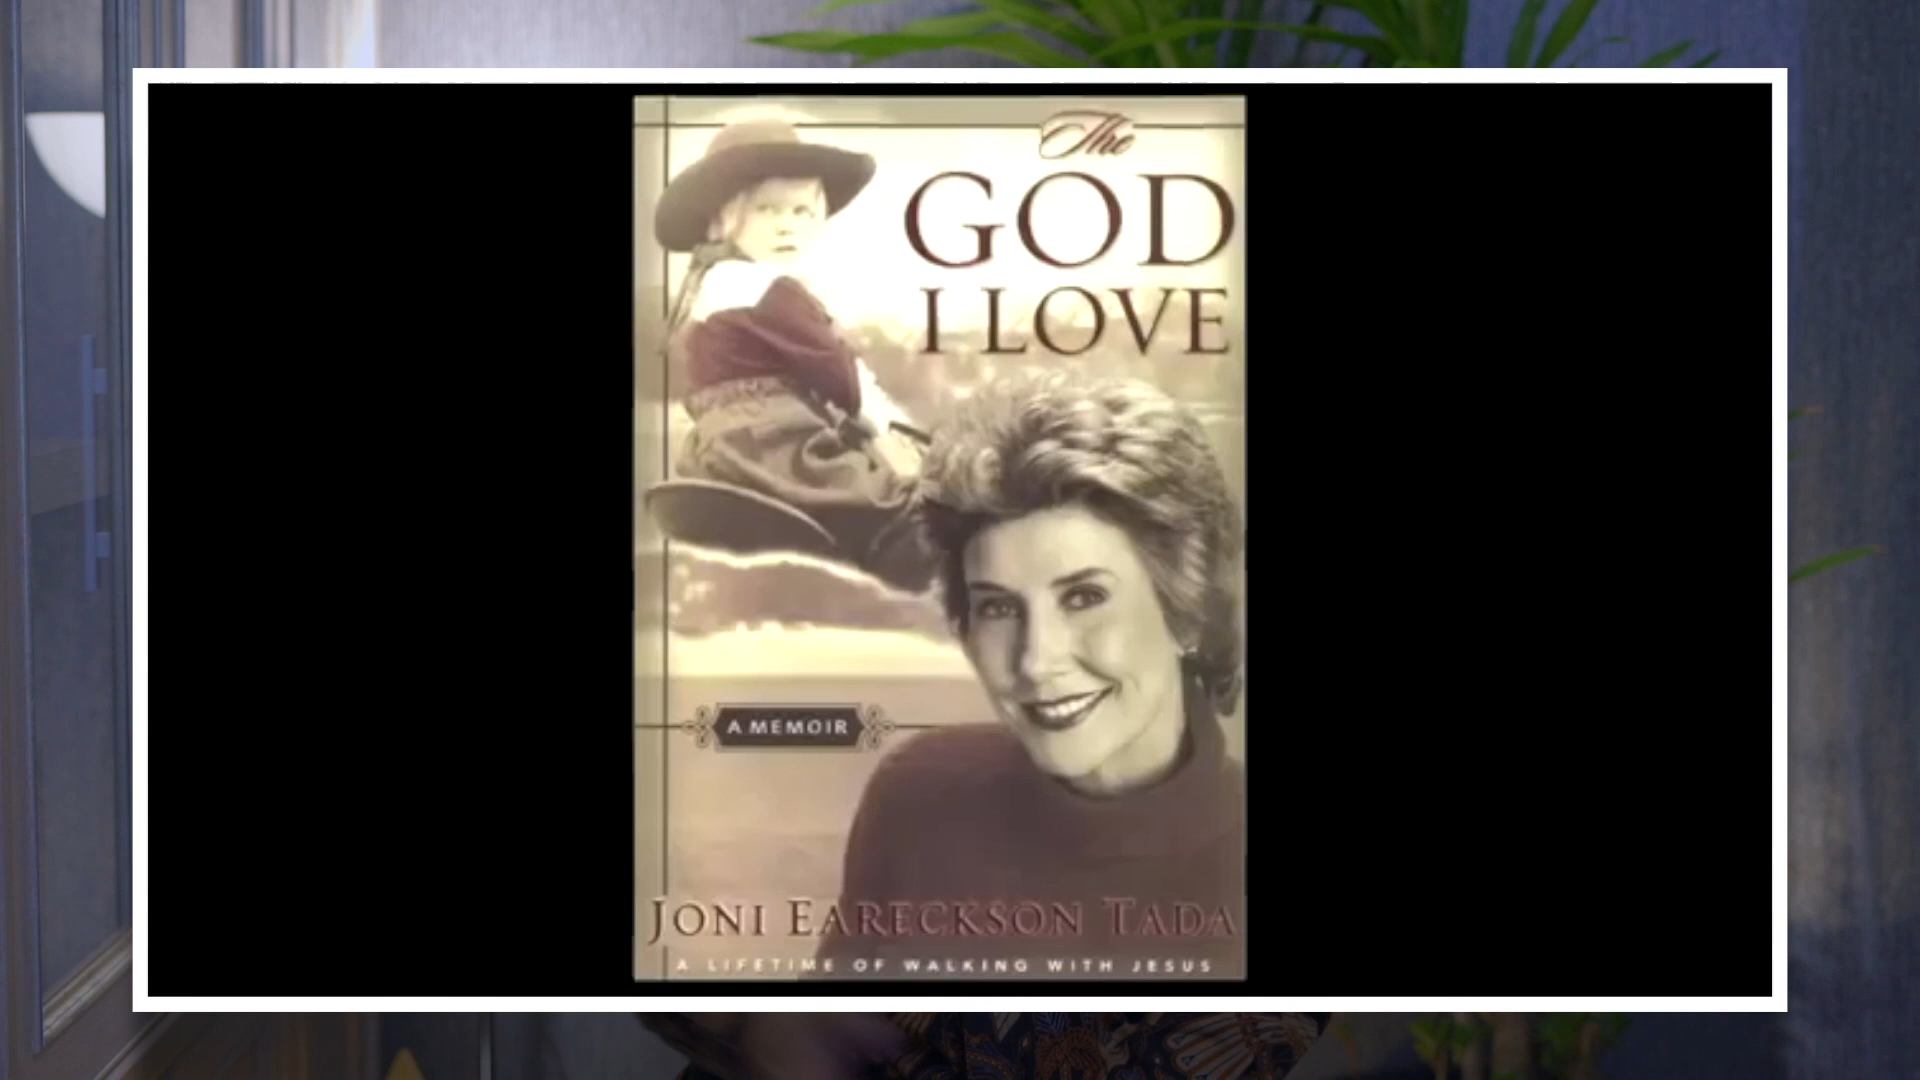 The
GOD
I LOVE
A MEMOIR
JONI EARECKSON TADA
A LIFETIME OF WALKING WITH JESUS